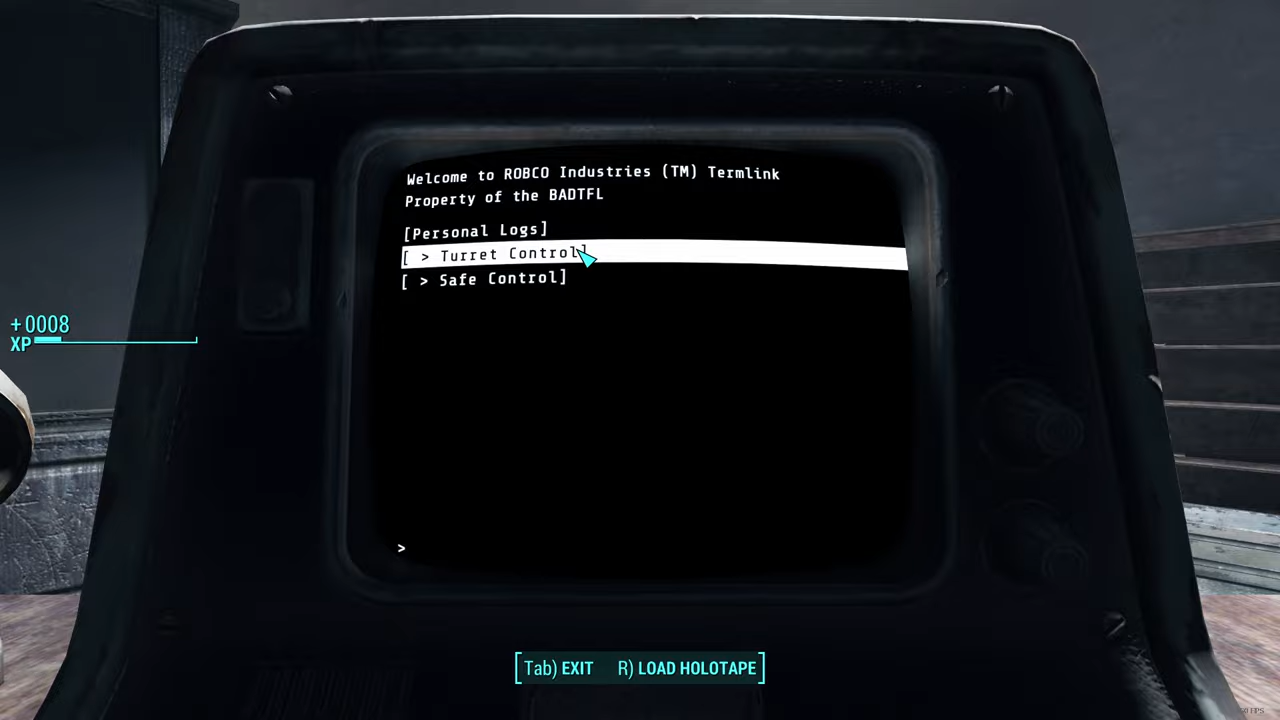 Welcome to ROBCO Industries (TM) Termlink
Property of the BADTFL
[Personal Logs]
[ > Turret Control]
[ > Safe Control]
+0008
XP
>
Tab) EXIT R) LOAD HOLOTAPE